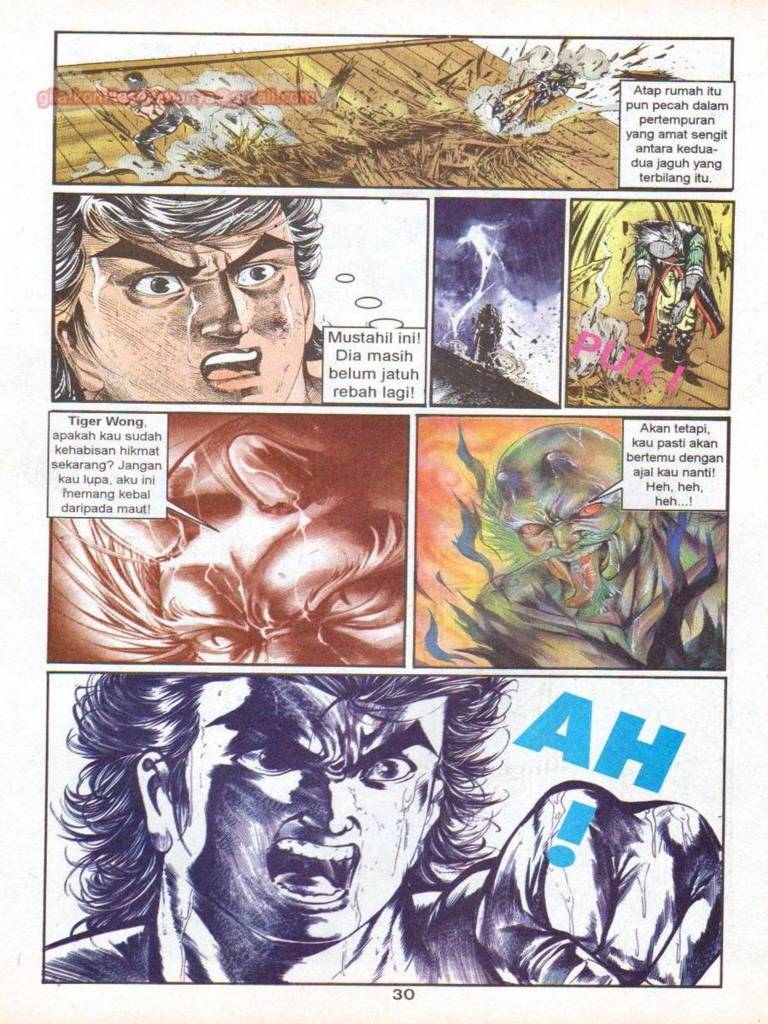 Atap rumah itu
pun pecah dalam
pertempuran
yang amat sengit
antara kedua-
dua jaguh yang
terbilang itu.
Mustahil ini!
Dia masih
belum jatuh
rebah lagi!
PUK!
Tiger Wong,
apakah kau sudah
kehabisan hikmat
sekarang? Jangan
kau lupa, aku ini
memang kebal
daripada maut!
Akan tetapi,
kau pasti akan
bertemu dengan
ajal kau nanti!
Heh, heh,
heh...!
AH
!
30